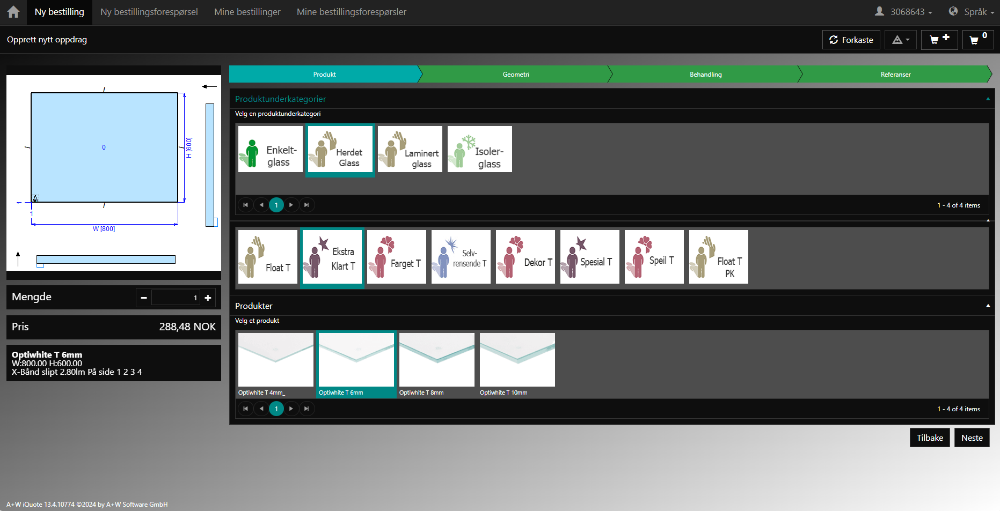 Ny bestilling
Ny bestillingsforespørsel
Mine bestillinger
Mine bestillingsforespørsler
3068643
Språk
Opprett nytt oppdrag
Forkaste
0
0
H [600]
A
1
1
W [800]
Mengde
1
Pris
288,48 NOK
Optiwhite T 6mm
W:800.00 H:600.00
X-Bånd slipt 2.80lm På side 1 2 3 4
Produkt
Geometri
Behandling
Referanser
Produktunderkategorier
Velg en produktunderkategori
Enkelt-
glass
Herdet
Glass
Laminert
glass
Isoler-
glass
1
1 - 4 of 4 items
Float T
Ekstra
Klart T
Farget T
Selv-
rensende T
Dekor T
Spesial T
Speil T
Float T
PK
Produkter
Velg et produkt
Optiwhite T 4mm_
Optiwhite T 6mm
Optiwhite T 8mm
Optiwhite T 10mm
1
1 - 4 of 4 items
Tilbake
Neste
A+W iQuote 13.4.10774 ©2024 by A+W Software GmbH